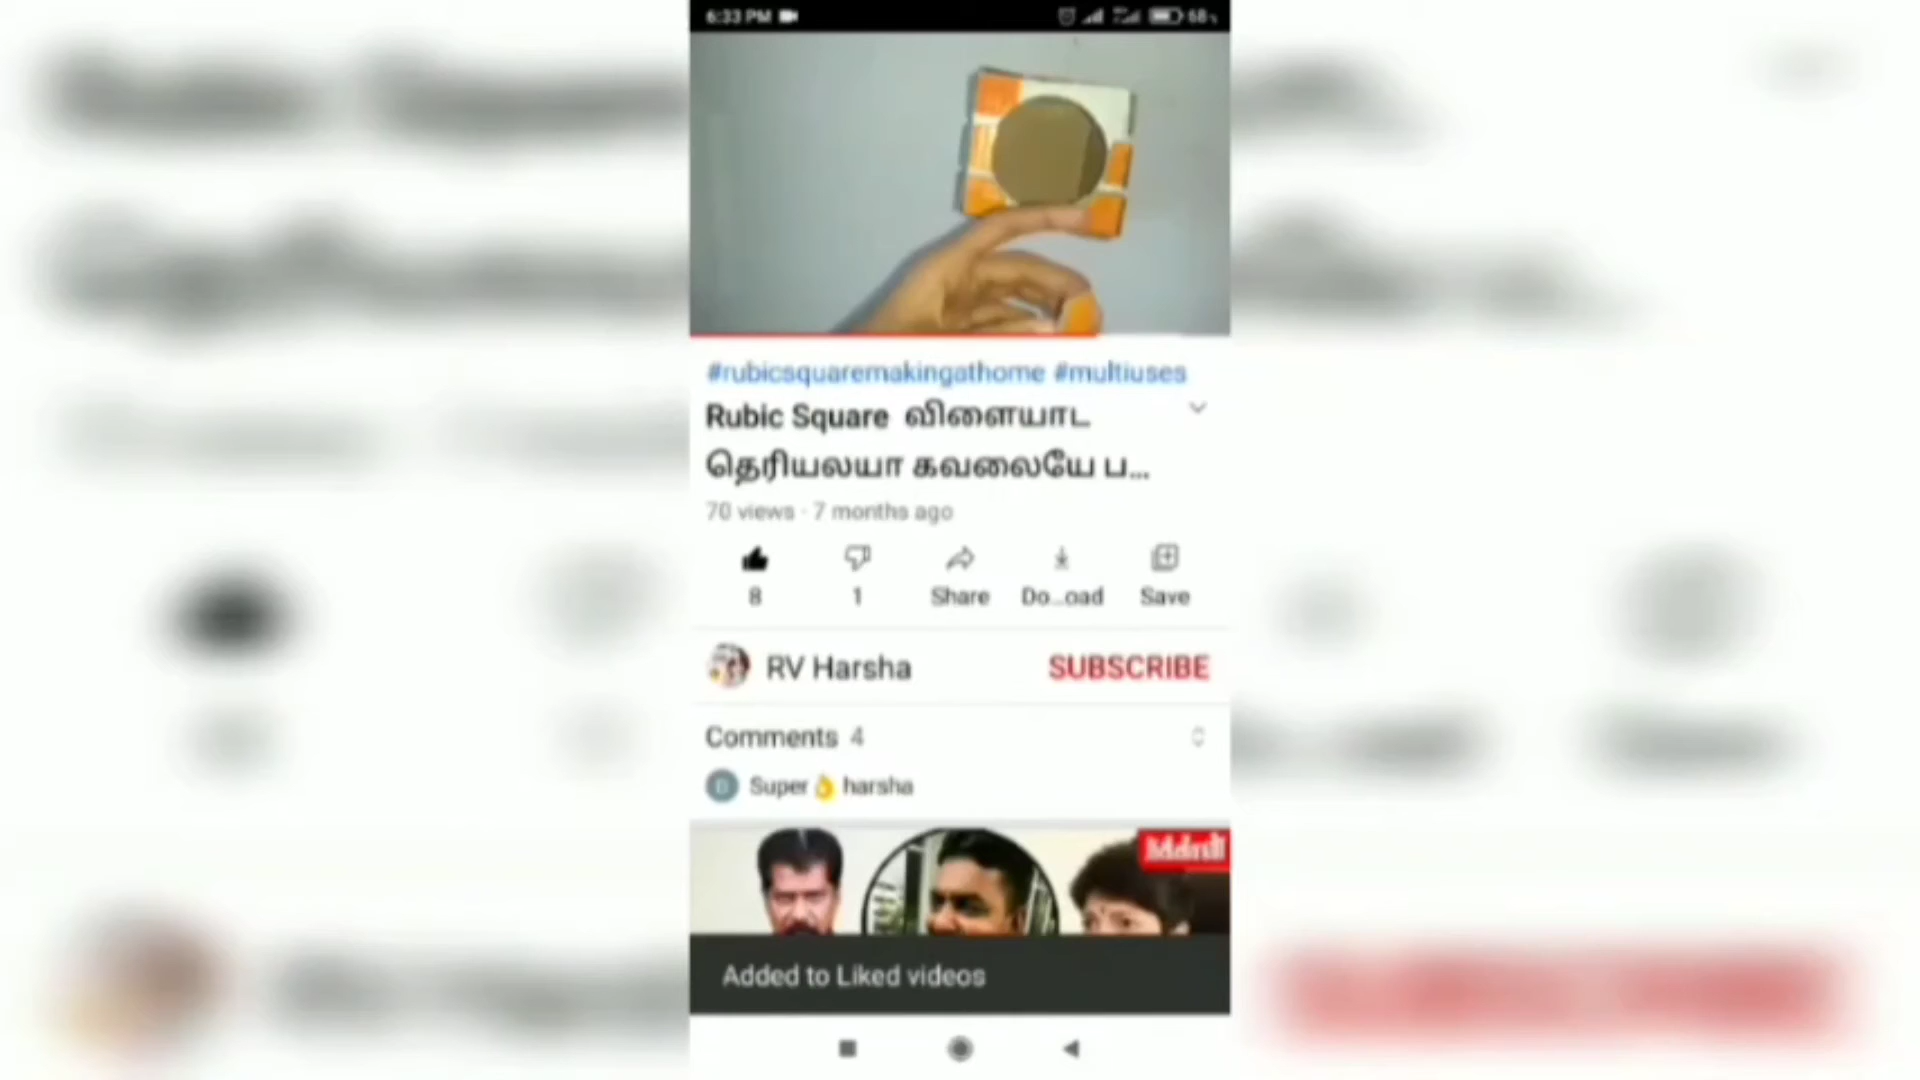 6:33 PM
68
#rubicsquaremakingathome #multiuses
Rubic Square விளையாட
தெரியலயா கவலையே ப...
70 views · 7 months ago
8
1
Share
Do...oad
Save
RV Harsha
SUBSCRIBE
Comments 4
Super👌harsha
Added to Liked videos